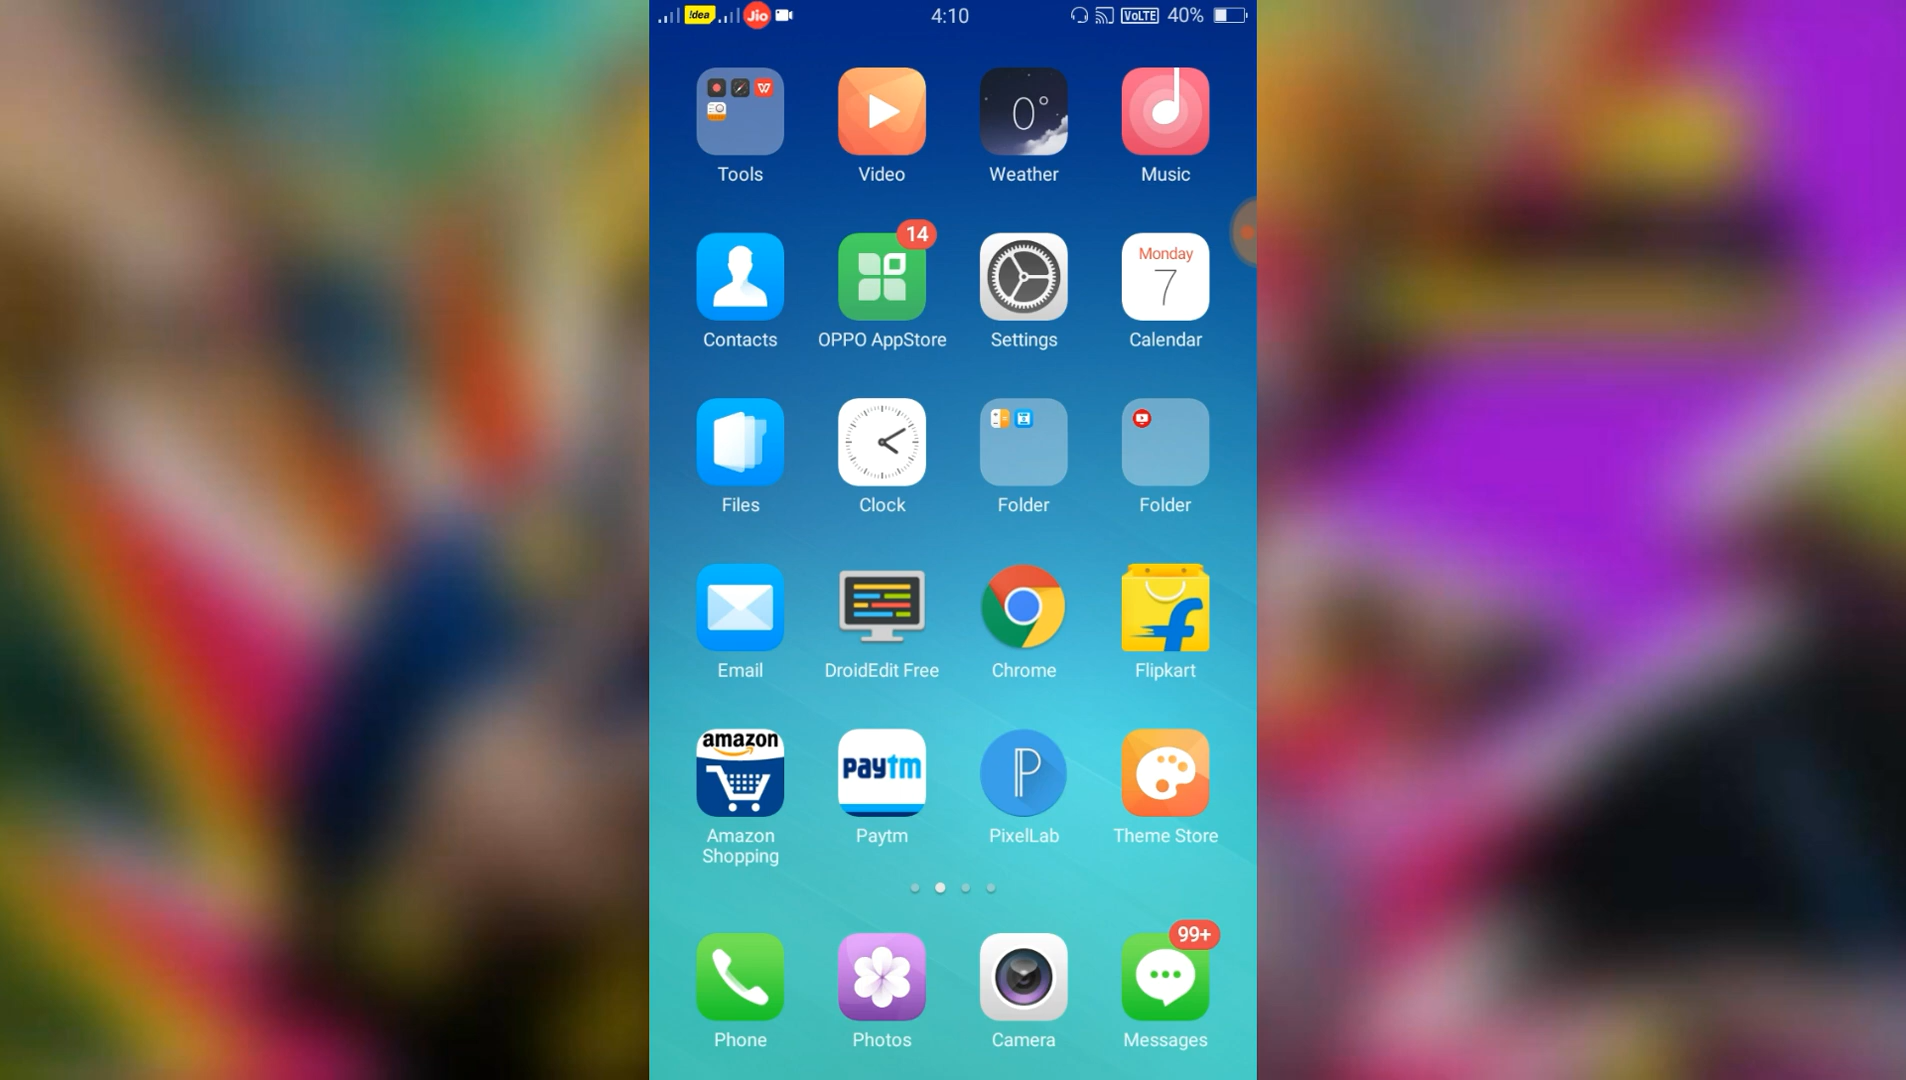 !dea Jio 4:10 VoLTE 40%
0°
Tools Video Weather Music
14
Monday
7
Contacts OPPO AppStore Settings Calendar
Files Clock Folder Folder
Email DroidEdit Free Chrome Flipkart
amazon
paytm
P
Amazon Shopping Paytm PixelLab Theme Store
99+
Phone Photos Camera Messages